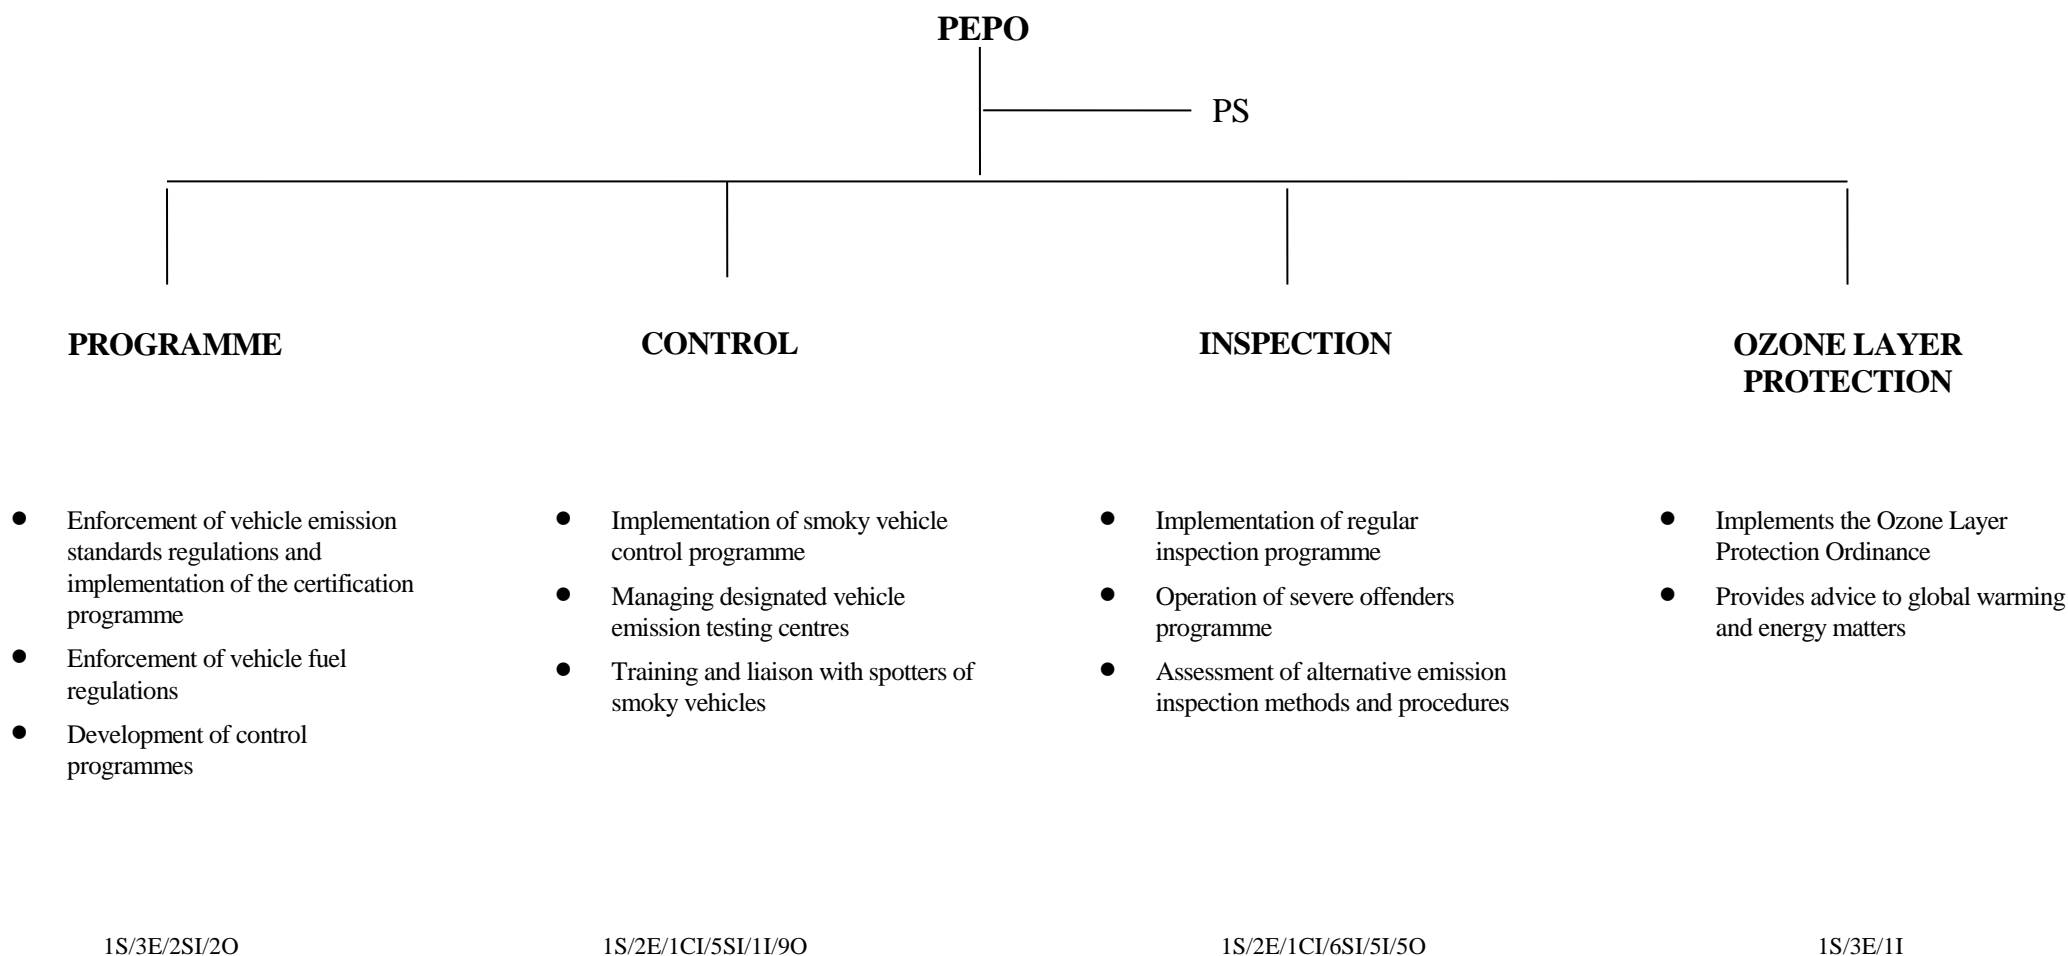 PEPO
PS
PROGRAMME
CONTROL
INSPECTION
OZONE LAYER
PROTECTION
● Enforcement of vehicle emission
standards regulations and
implementation of the certification
programme
● Enforcement of vehicle fuel
regulations
● Development of control
programmes
● Implementation of smoky vehicle
control programme
● Managing designated vehicle
emission testing centres
● Training and liaison with spotters of
smoky vehicles
● Implementation of regular
inspection programme
● Operation of severe offenders
programme
● Assessment of alternative emission
inspection methods and procedures
● Implements the Ozone Layer
Protection Ordinance
● Provides advice to global warming
and energy matters
1S/3E/2SI/2O
1S/2E/1CI/5SI/1I/9O
1S/2E/1CI/6SI/5I/5O
1S/3E/1I